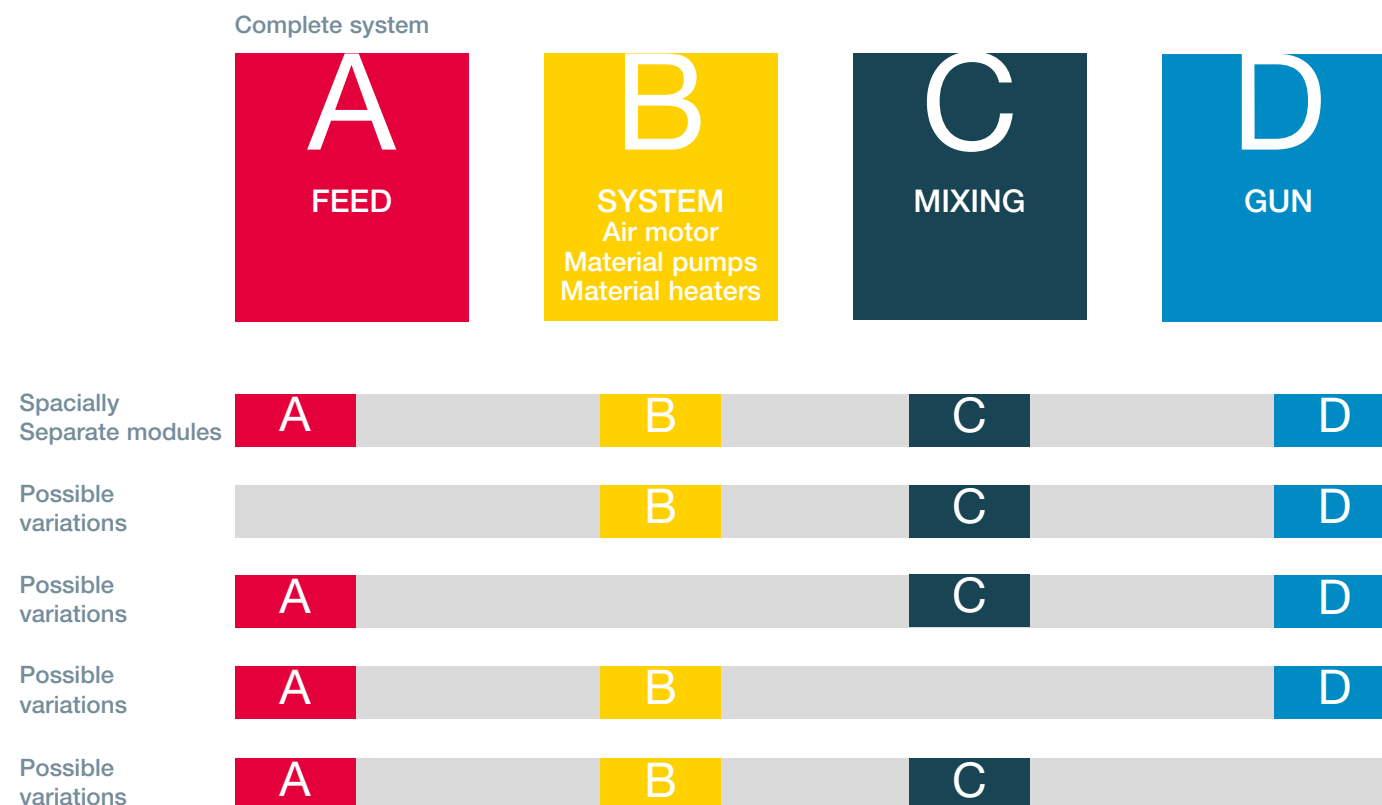 Complete system
A
B
C
D
FEED
SYSTEM
Air motor
Material pumps
Material heaters
MIXING
GUN
Spacially
Separate modules
A
B
C
D
Possible
variations
B
C
D
Possible
variations
A
C
D
Possible
variations
A
B
D
Possible
variations
A
B
C